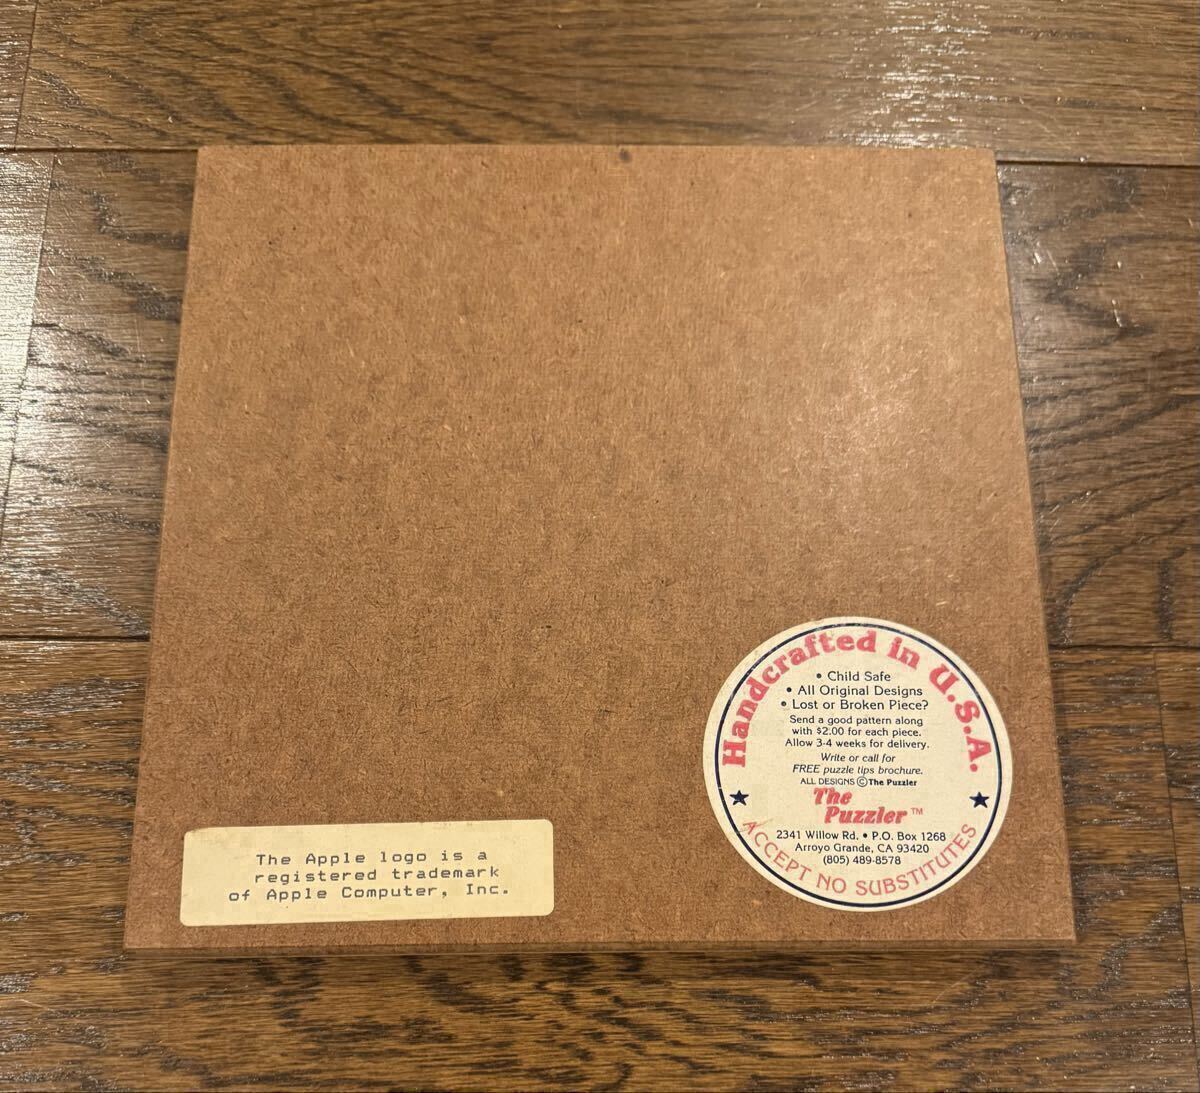 Handcrafted in U.S.A.
• Child Safe
• All Original Designs
• Lost or Broken Piece?
Send a good pattern along
with $2.00 for each piece.
Allow 3-4 weeks for delivery.
Write or call for
FREE puzzle tips brochure.
ALL DESIGNS © The Puzzler
The
Puzzler™
2341 Willow Rd. • P.O. Box 1268
Arroyo Grande, CA 93420
(805) 489-8578
ACCEPT NO SUBSTITUTES
The Apple logo is a
registered trademark
of Apple Computer, Inc.